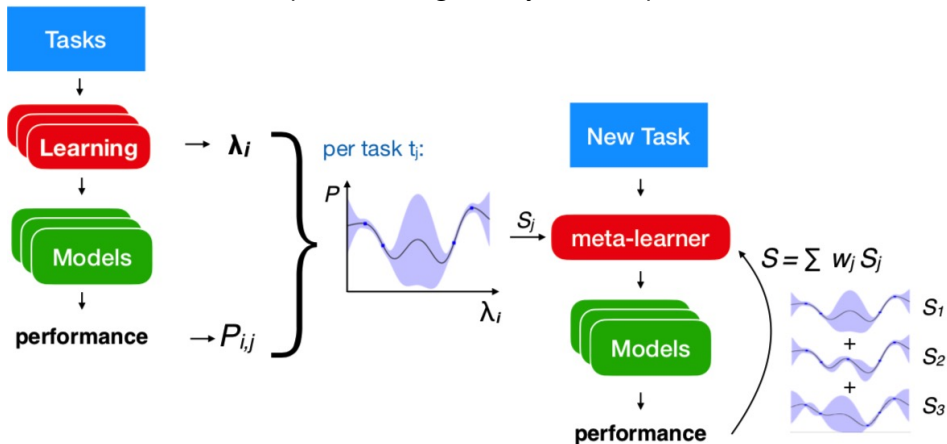 Tasks
Learning
λi
Models
performance
Pi,j
per task tj:
P
λi
Sj
New Task
meta-learner
Models
performance
S = ∑ wj Sj
S1
+
S2
+
S3